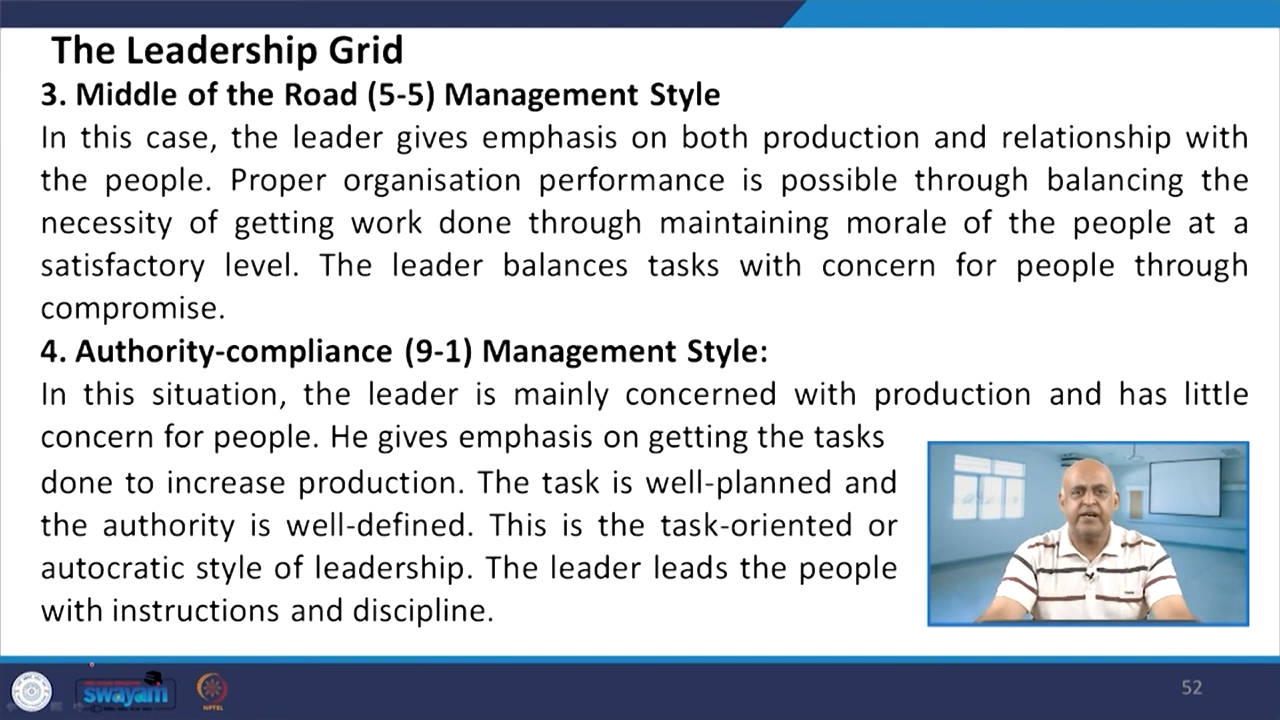 The Leadership Grid
3. Middle of the Road (5-5) Management Style
In this case, the leader gives emphasis on both production and relationship with
the people. Proper organisation performance is possible through balancing the
necessity of getting work done through maintaining morale of the people at a
satisfactory level. The leader balances tasks with concern for people through
compromise.
4. Authority-compliance (9-1) Management Style:
In this situation, the leader is mainly concerned with production and has little
concern for people. He gives emphasis on getting the tasks
done to increase production. The task is well-planned and
the authority is well-defined. This is the task-oriented or
autocratic style of leadership. The leader leads the people
with instructions and discipline.
swayam
NPTEL
52